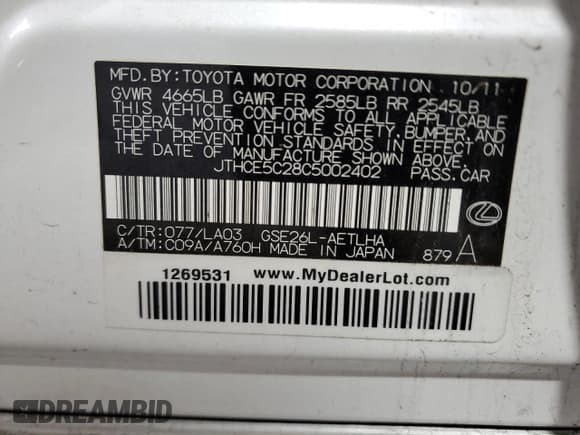 MFD. BY: TOYOTA MOTOR CORPORATION 10/11
GVWR 4665LB GAWR FR 2585LB RR 2545LB
THIS VEHICLE CONFORMS TO ALL APPLICABLE
FEDERAL MOTOR VEHICLE SAFETY, BUMPER, AND
THEFT PREVENTION STANDARDS IN EFFECT ON
THE DATE OF MANUFACTURE SHOWN ABOVE.
JTHCE5C28C5002402 PASS. CAR
C/TR: 077/LA03 GSE26L-AETLHA
A/TM: C09A/A760H MADE IN JAPAN 879 A
1269531 www.MyDealerLot.com
DREAMBID